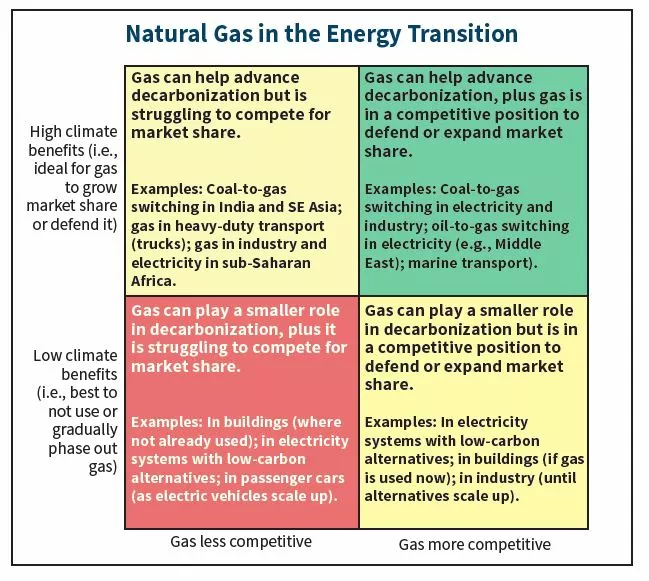 Natural Gas in the Energy Transition
High climate
benefits (i.e.,
ideal for gas
to grow
market share
or defend it)
Gas can help advance
decarbonization but is
struggling to compete for
market share.
Examples: Coal-to-gas
switching in India and SE Asia;
gas in heavy-duty transport
(trucks); gas in industry and
electricity in sub-Saharan
Africa.
Gas can help advance
decarbonization, plus gas is
in a competitive position to
defend or expand market
share.
Examples: Coal-to-gas
switching in electricity and
industry; oil-to-gas switching
in electricity (e.g., Middle
East); marine transport).
Low climate
benefits
(i.e., best to
not use or
gradually
phase out
gas)
Gas can play a smaller role
in decarbonization, plus it
is struggling to compete for
market share.
Examples: In buildings (where
not already used); in electricity
systems with low-carbon
alternatives; in passenger cars
(as electric vehicles scale up).
Gas can play a smaller role
in decarbonization but is in
a competitive position to
defend or expand market
share.
Examples: In electricity
systems with low-carbon
alternatives; in buildings (if gas
is used now); in industry (until
alternatives scale up).
Gas less competitive
Gas more competitive